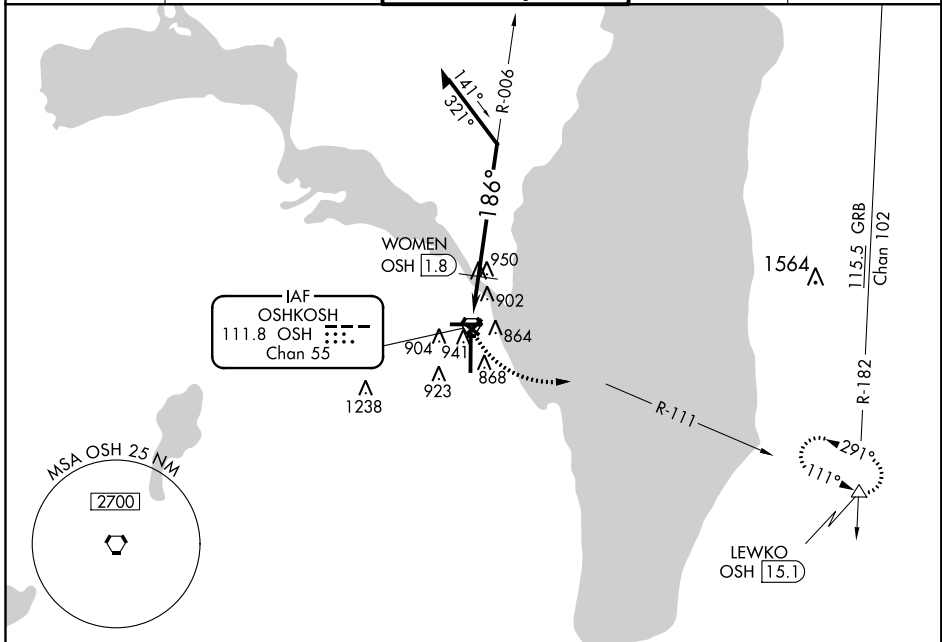 R-006
141°
321°
186°
WOMEN
OSH 1.8
950
902
864
904
941
868
923
1238
IAF
OSHKOSH
111.8 OSH
Chan 55
1564
115.5 GRB
Chan 102
R-182
R-111
291°
111°
LEWKO
OSH 15.1
MSA OSH 25 NM
2700